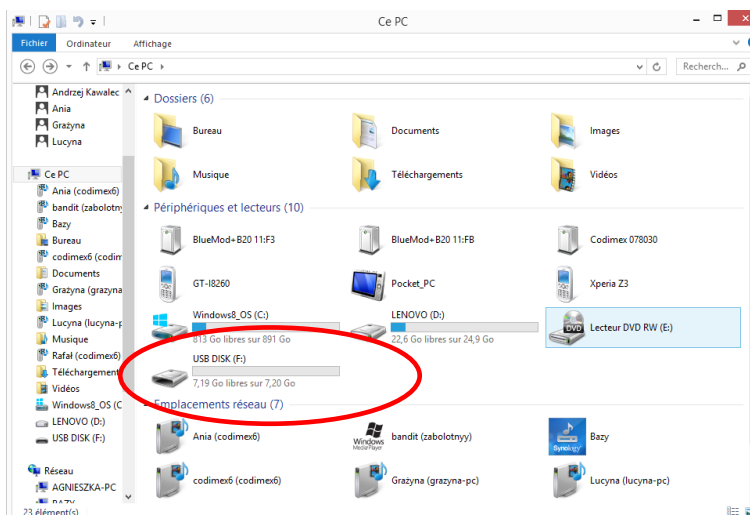 Ce PC
Fichier Ordinateur Affichage
Ce PC
Recherch...
Andrzej Kawalec
Ania
Grażyna
Lucyna
Ce PC
Ania (codimex6)
bandit (zabolotny
Bazy
Bureau
codimex6 (codim
Documents
Grażyna (grazyna
Images
Lucyna (lucyna-p
Musique
Rafał (codimex6)
Téléchargement
Vidéos
Windows8_OS (C
LENOVO (D:)
USB DISK (F:)
Réseau
AGNIESZKA-PC
BAZY
23 élément(s)
Dossiers (6)
Bureau
Documents
Images
Musique
Téléchargements
Vidéos
Périphériques et lecteurs (10)
BlueMod+B20 11:F3
BlueMod+B20 11:FB
Codimex 078030
GT-I8260
Pocket_PC
Xperia Z3
Windows8_OS (C:)
813 Go libres sur 891 Go
LENOVO (D:)
22,6 Go libres sur 24,9 Go
DVD
Lecteur DVD RW (E:)
USB DISK (F:)
7,19 Go libres sur 7,20 Go
Emplacements réseau (7)
Ania (codimex6)
Windows
Media Player
bandit (zabolotnyy)
Synology
Bazy
codimex6 (codimex6)
Grażyna (grazyna-pc)
Lucyna (lucyna-pc)